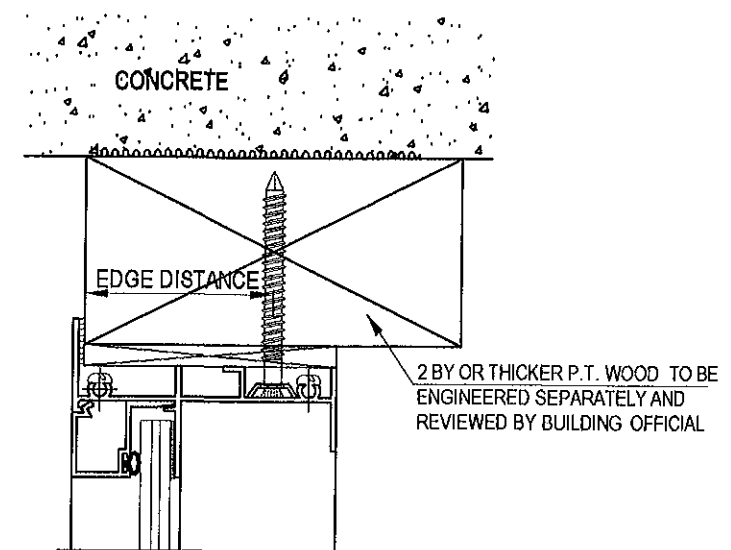 CONCRETE
EDGE DISTANCE
2 BY OR THICKER P.T. WOOD TO BE
ENGINEERED SEPARATELY AND
REVIEWED BY BUILDING OFFICIAL